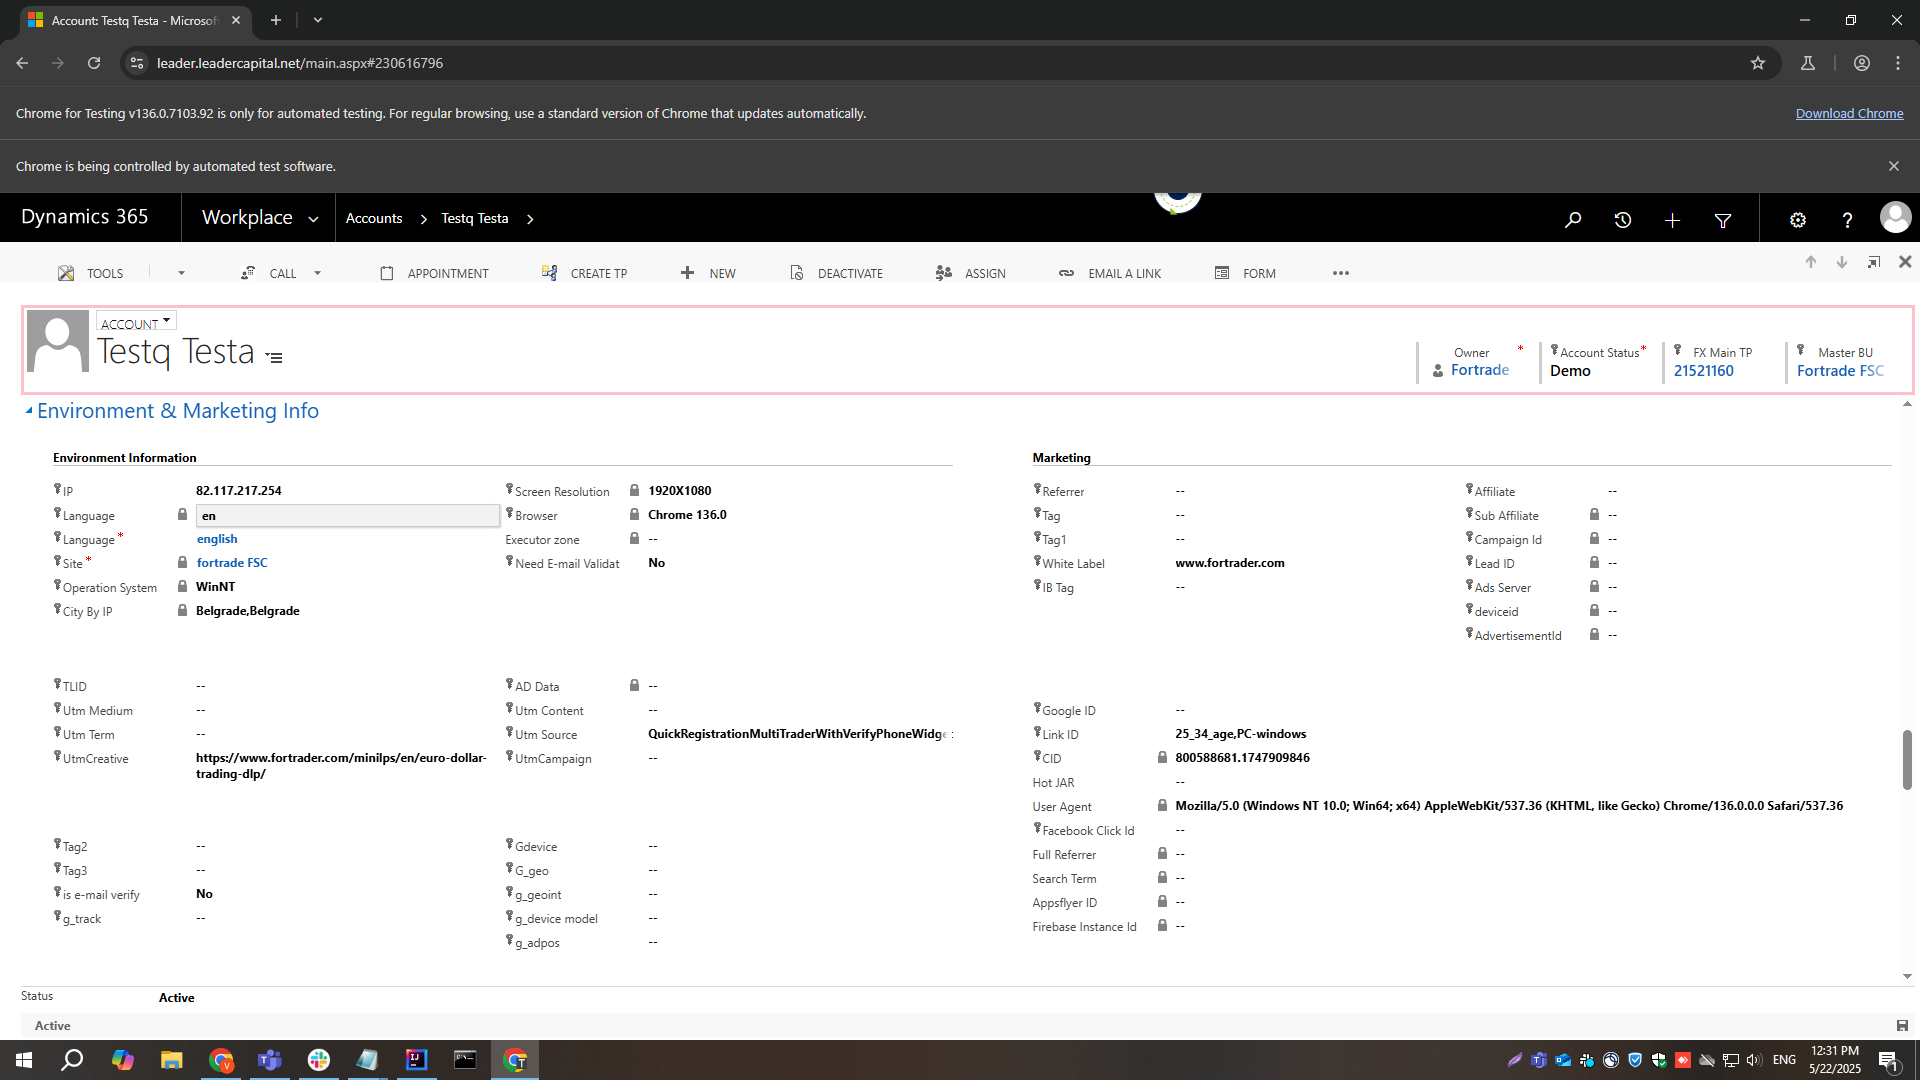 Account: Testq Testa - Microsof
leader.leadercapital.net/main.aspx#230616796
Chrome for Testing v136.0.7103.92 is only for automated testing. For regular browsing, use a standard version of Chrome that updates automatically.
Download Chrome
Chrome is being controlled by automated test software.
Dynamics 365
Workplace
Accounts
Testq Testa
TOOLS
CALL
APPOINTMENT
CREATE TP
NEW
DEACTIVATE
ASSIGN
EMAIL A LINK
FORM
ACCOUNT
Testq Testa
Owner *
Fortrade
Account Status *
Demo
FX Main TP
21521160
Master BU
Fortrade FSC
Environment & Marketing Info
Environment Information
IP 82.117.217.254
Language en
Language * english
Site * fortrade FSC
Operation System WinNT
City By IP Belgrade,Belgrade
Screen Resolution 1920X1080
Browser Chrome 136.0
Executor zone --
Need E-mail Validat No
TLID --
Utm Medium --
Utm Term --
UtmCreative https://www.fortrader.com/minilps/en/euro-dollar-
trading-dlp/
AD Data --
Utm Content --
Utm Source QuickRegistrationMultiTraderWithVerifyPhoneWidge
UtmCampaign --
Tag2 --
Tag3 --
is e-mail verify No
g_track --
Gdevice --
G_geo --
g_geoint --
g_device model --
g_adpos --
Marketing
Referrer --
Tag --
Tag1 --
White Label www.fortrader.com
IB Tag --
Affiliate --
Sub Affiliate --
Campaign Id --
Lead ID --
Ads Server --
deviceid --
AdvertisementId --
Google ID --
Link ID 25_34_age,PC-windows
CID 800588681.1747909846
Hot JAR --
User Agent Mozilla/5.0 (Windows NT 10.0; Win64; x64) AppleWebKit/537.36 (KHTML, like Gecko) Chrome/136.0.0.0 Safari/537.36
Facebook Click Id --
Full Referrer --
Search Term --
Appsflyer ID --
Firebase Instance Id --
Status Active
Active
ENG
12:31 PM
5/22/2025
1